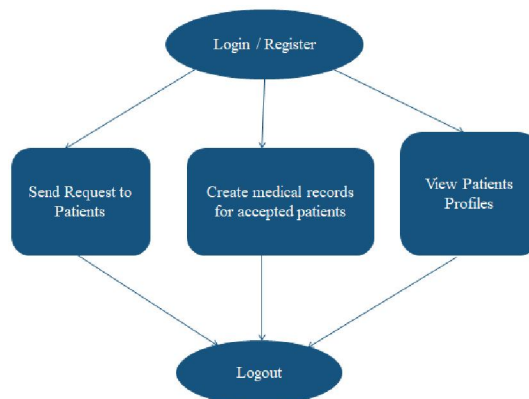 Login / Register
Send Request to
Patients
Create medical records
for accepted patients
View Patients
Profiles
Logout